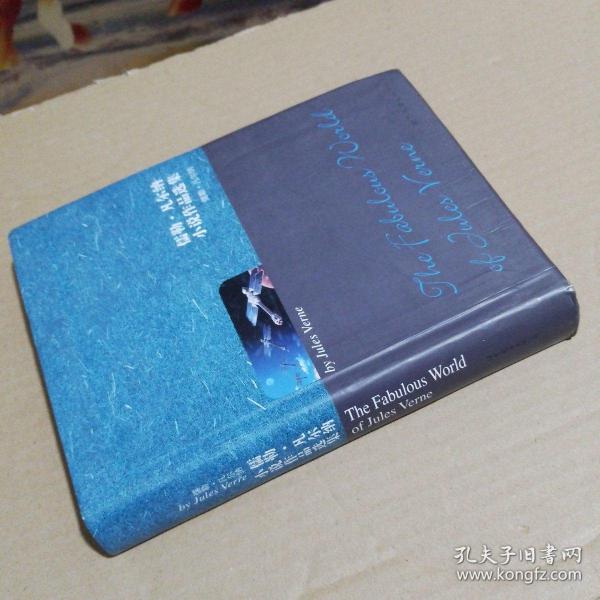 The Fabulous World
of Jules Verne
儒勒·凡尔纳
小说作品选集
by Jules Verne
The Fabulous World
of Jules Verne
儒勒·凡尔纳
小说作品选集
by Jules Verne
孔夫子旧书网
www.kongfz.com